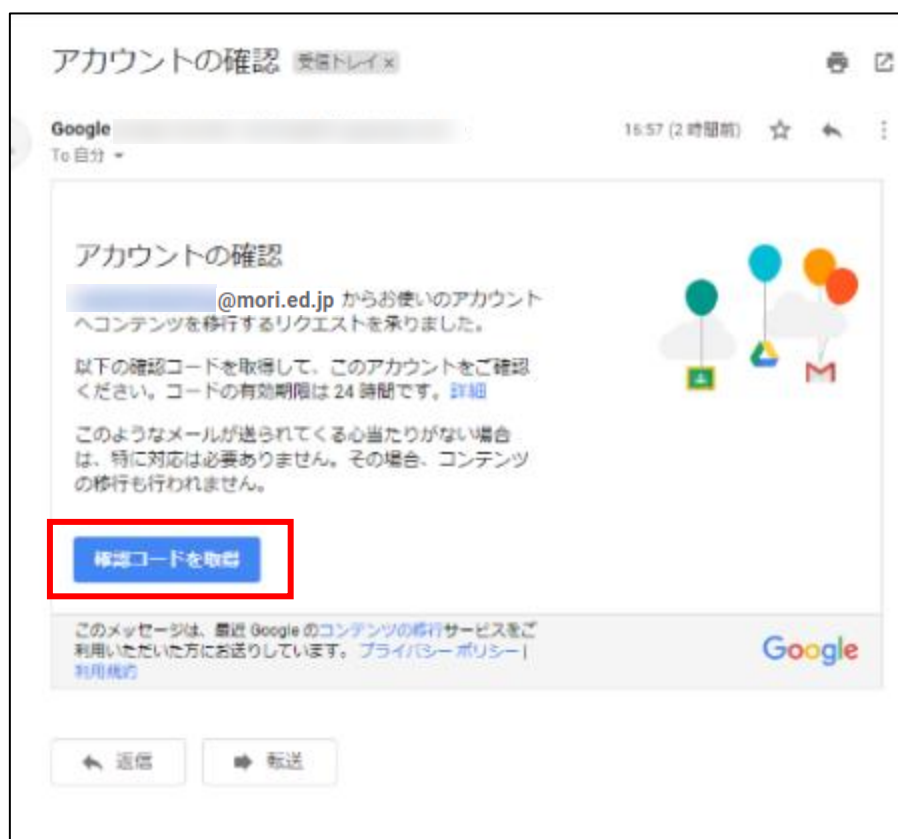 アカウントの確認 受信トレイ ×
Google
16:57 (2 時間前)
To 自分
アカウントの確認
@mori.ed.jp からお使いのアカウント
へコンテンツを移行するリクエストを承りました。
以下の確認コードを取得して、このアカウントをご確認
ください。コードの有効期限は 24 時間です。詳細
このようなメールが送られてくる心当たりがない場合
は、特に対応は必要ありません。その場合、コンテンツ
の移行も行われません。
確認コードを取得
このメッセージは、最近 Google のコンテンツの移行サービスをご
利用いただいた方にお送りしています。プライバシー ポリシー |
利用規約
Google
返信
転送